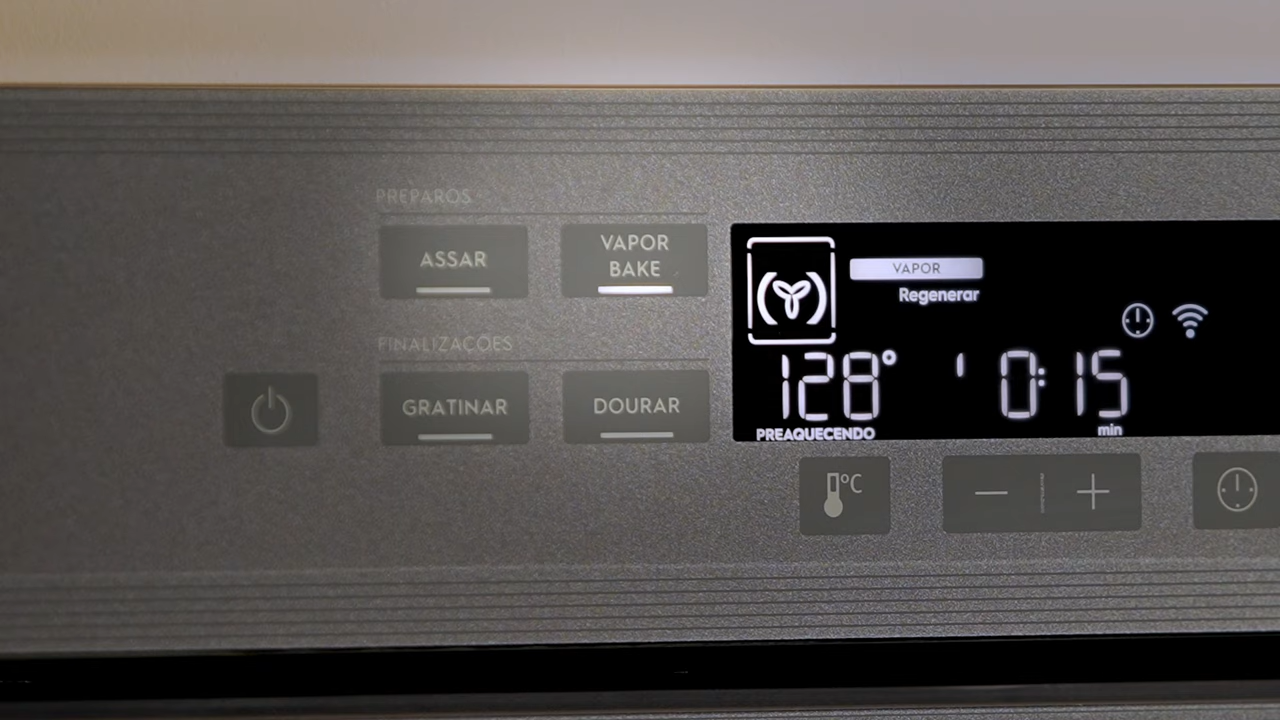 PREPAROS
ASSAR
VAPOR
BAKE
FINALIZAÇÕES
GRATINAR
DOURAR
VAPOR
Regenerar
128° 0:15
PREAQUECENDO min
°C